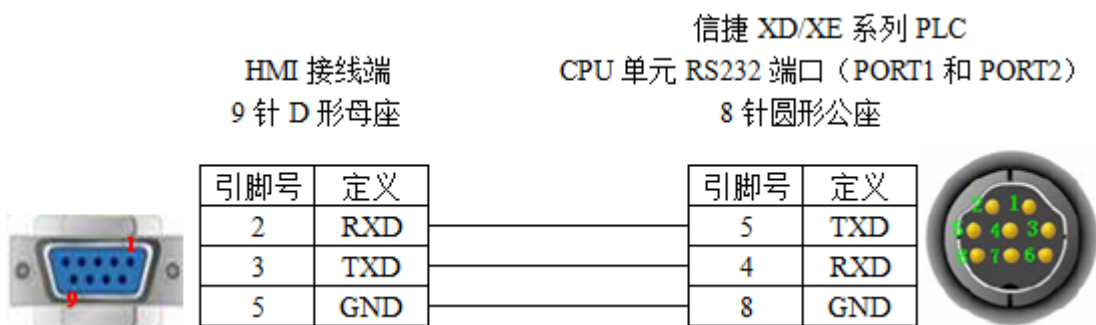 信捷 XD/XE 系列 PLC
HMI 接线端
CPU 单元 RS232 端口（PORT1 和 PORT2）
9 针 D 形母座
8 针圆形公座
引脚号 定义
2 RXD
3 TXD
5 GND
引脚号 定义
5 TXD
4 RXD
8 GND
1
9
2 1
5 4 3
8 7 6